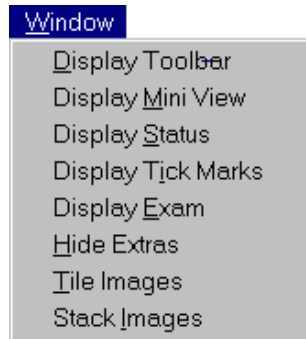 Window
Display Toolbar
Display Mini View
Display Status
Display Tick Marks
Display Exam
Hide Extras
Tile Images
Stack Images